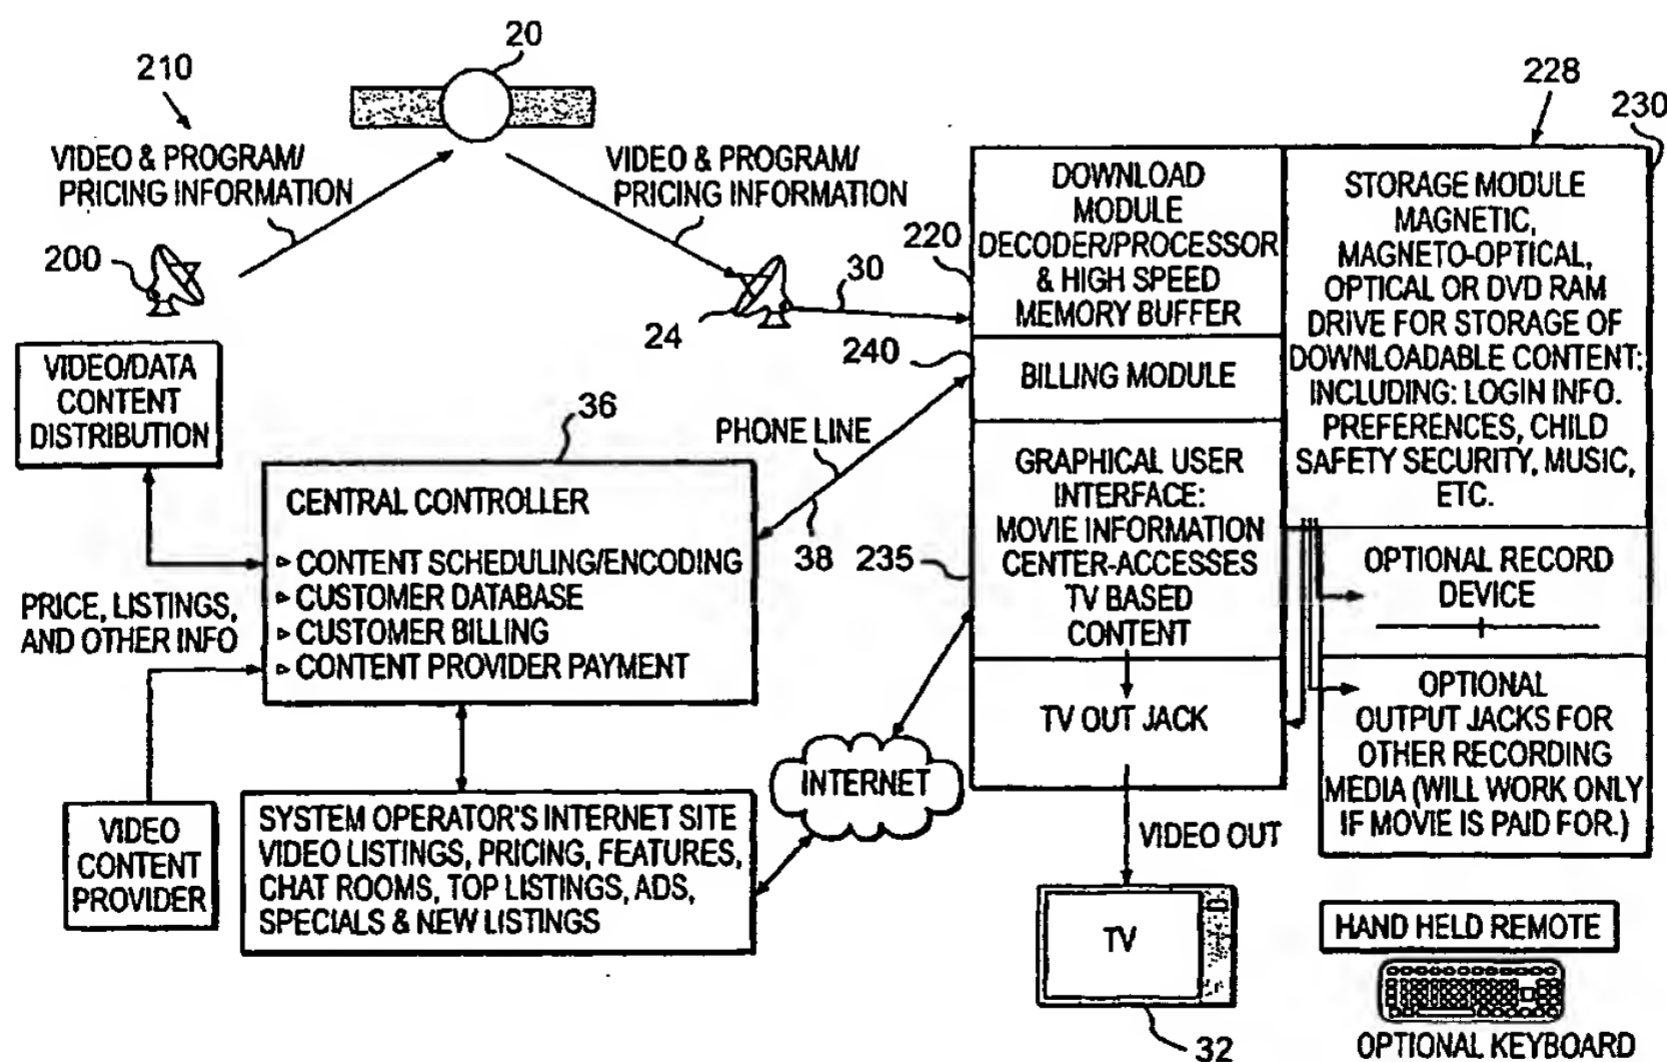 20
210
VIDEO & PROGRAM/
PRICING INFORMATION
VIDEO & PROGRAM/
PRICING INFORMATION
200
24
30
220
240
228
230
DOWNLOAD
MODULE
DECODER/PROCESSOR
& HIGH SPEED
MEMORY BUFFER
BILLING MODULE
GRAPHICAL USER
INTERFACE:
MOVIE INFORMATION
CENTER-ACCESSES
TV BASED
CONTENT
TV OUT JACK
STORAGE MODULE
MAGNETIC,
MAGNETO-OPTICAL,
OPTICAL OR DVD RAM
DRIVE FOR STORAGE OF
DOWNLOADABLE CONTENT:
INCLUDING: LOGIN INFO.
PREFERENCES, CHILD
SAFETY SECURITY, MUSIC,
ETC.
OPTIONAL RECORD
DEVICE
OPTIONAL
OUTPUT JACKS FOR
OTHER RECORDING
MEDIA (WILL WORK ONLY
IF MOVIE IS PAID FOR.)
VIDEO/DATA
CONTENT
DISTRIBUTION
36
PHONE LINE
38
235
CENTRAL CONTROLLER
▹ CONTENT SCHEDULING/ENCODING
▹ CUSTOMER DATABASE
▹ CUSTOMER BILLING
▹ CONTENT PROVIDER PAYMENT
PRICE, LISTINGS,
AND OTHER INFO
VIDEO
CONTENT
PROVIDER
SYSTEM OPERATOR'S INTERNET SITE
VIDEO LISTINGS, PRICING, FEATURES,
CHAT ROOMS, TOP LISTINGS, ADS,
SPECIALS & NEW LISTINGS
INTERNET
VIDEO OUT
TV
32
HAND HELD REMOTE
OPTIONAL KEYBOARD